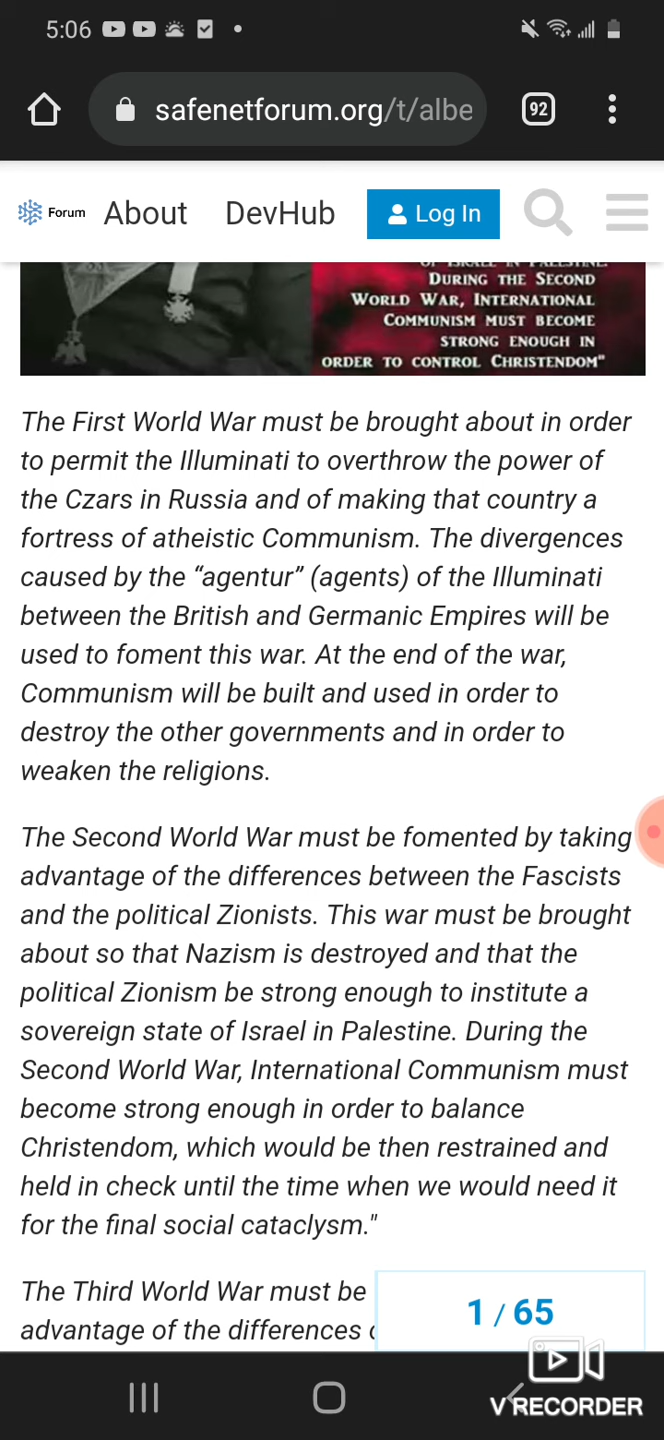 5:06
safenetforum.org/t/albe
92
Forum
About
DevHub
Log In
OF ISRAEL IN PALESTINE.
DURING THE SECOND
WORLD WAR, INTERNATIONAL
COMMUNISM MUST BECOME
STRONG ENOUGH IN
ORDER TO CONTROL CHRISTENDOM"
The First World War must be brought about in order
to permit the Illuminati to overthrow the power of
the Czars in Russia and of making that country a
fortress of atheistic Communism. The divergences
caused by the “agentur” (agents) of the Illuminati
between the British and Germanic Empires will be
used to foment this war. At the end of the war,
Communism will be built and used in order to
destroy the other governments and in order to
weaken the religions.
The Second World War must be fomented by taking
advantage of the differences between the Fascists
and the political Zionists. This war must be brought
about so that Nazism is destroyed and that the
political Zionism be strong enough to institute a
sovereign state of Israel in Palestine. During the
Second World War, International Communism must
become strong enough in order to balance
Christendom, which would be then restrained and
held in check until the time when we would need it
for the final social cataclysm."
The Third World War must be
advantage of the differences
1 / 65
V RECORDER